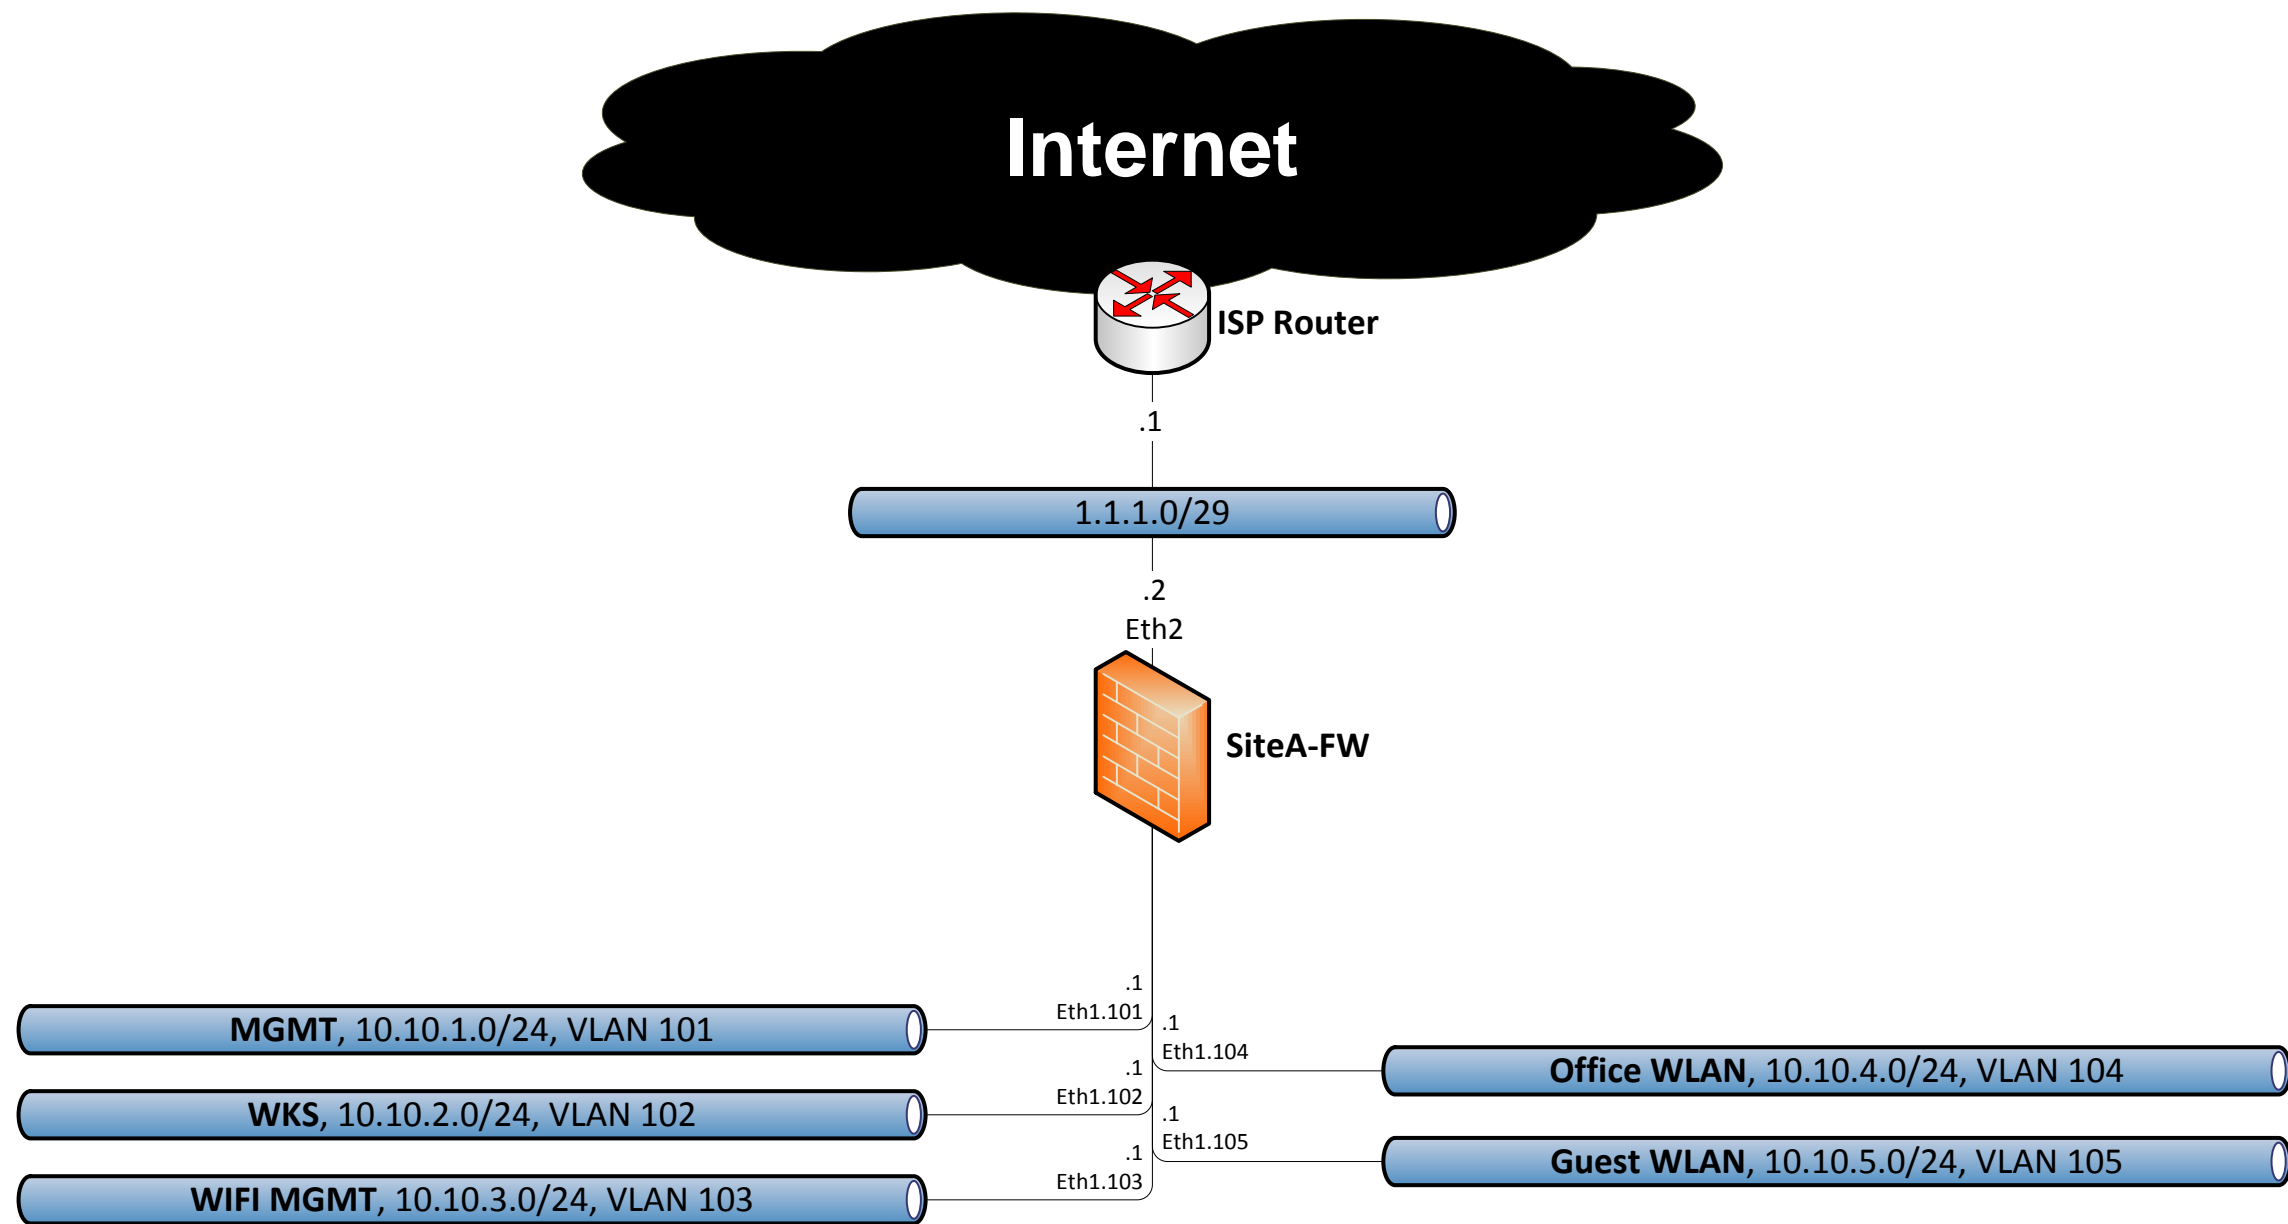 Internet
ISP Router
.1
1.1.1.0/29
.2
Eth2
SiteA-FW
.1
Eth1.101
MGMT, 10.10.1.0/24, VLAN 101
.1
Eth1.104
Office WLAN, 10.10.4.0/24, VLAN 104
.1
Eth1.102
WKS, 10.10.2.0/24, VLAN 102
.1
Eth1.105
Guest WLAN, 10.10.5.0/24, VLAN 105
.1
Eth1.103
WIFI MGMT, 10.10.3.0/24, VLAN 103